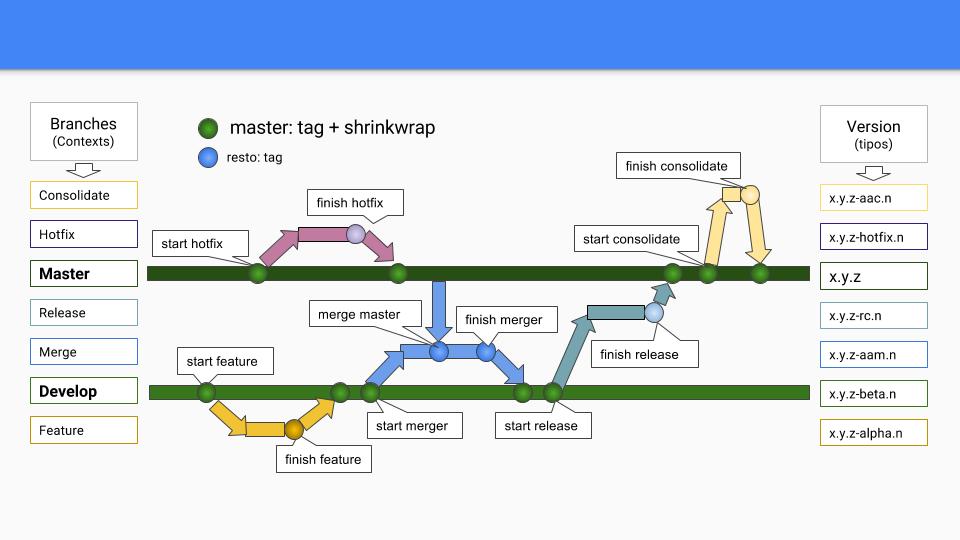 Branches
(Contexts)
Consolidate
Hotfix
Master
Release
Merge
Develop
Feature
master: tag + shrinkwrap
resto: tag
finish consolidate
finish hotfix
start hotfix
start consolidate
merge master
finish merger
finish release
start feature
start merger
start release
finish feature
Version
(tipos)
x.y.z-aac.n
x.y.z-hotfix.n
x.y.z
x.y.z-rc.n
x.y.z-aam.n
x.y.z-beta.n
x.y.z-alpha.n